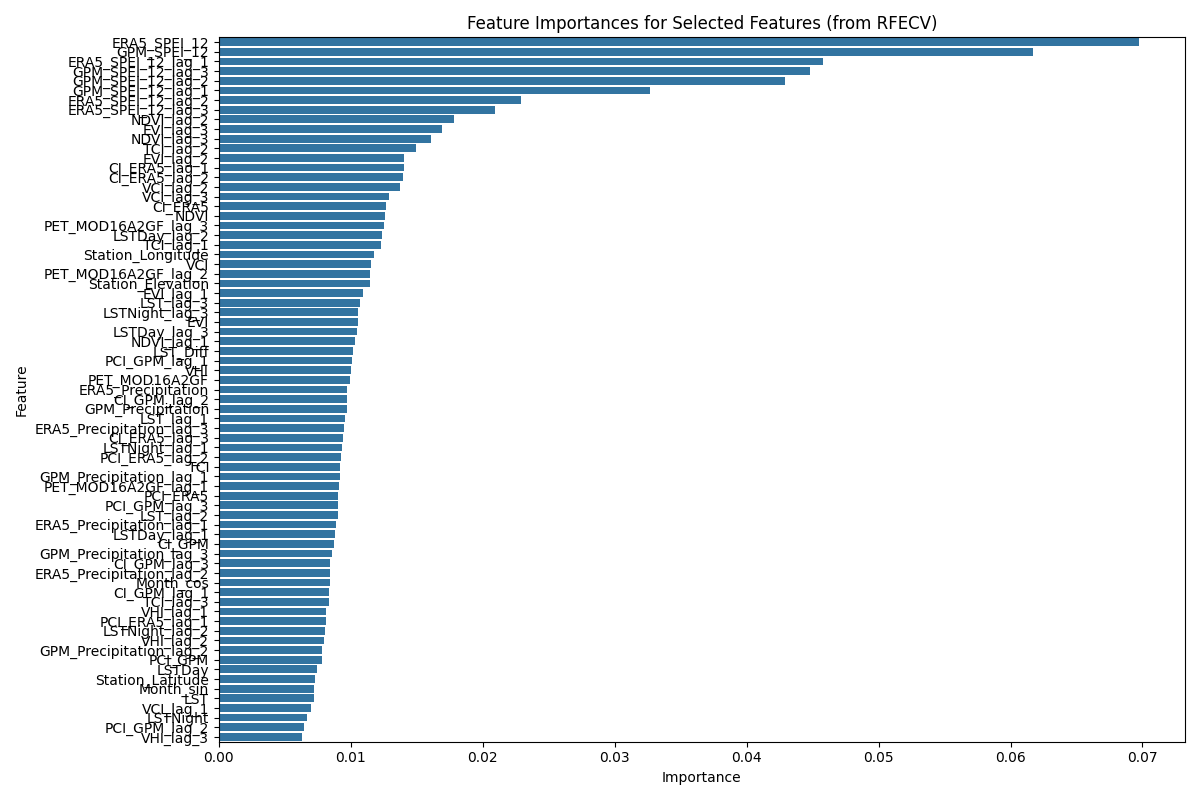 Feature Importances for Selected Features (from RFECV)
ERA5_SPEI_12
GPM_SPEI_12
ERA5_SPEI_12_lag_1
GPM_SPEI_12_lag_3
GPM_SPEI_12_lag_2
GPM_SPEI_12_lag_1
ERA5_SPEI_12_lag_2
ERA5_SPEI_12_lag_3
NDVI_lag_2
EVI_lag_3
NDVI_lag_3
TCI_lag_2
EVI_lag_2
CI_ERA5_lag_1
CI_ERA5_lag_2
VCI_lag_2
VCI_lag_3
CI_ERA5
NDVI
PET_MOD16A2GF_lag_3
LSTDay_lag_2
TCI_lag_1
Station_Longitude
VCI
PET_MOD16A2GF_lag_2
Station_Elevation
EVI_lag_1
LST_lag_3
LSTNight_lag_3
EVI
LSTDay_lag_3
NDVI_lag_1
LST_Diff
PCI_GPM_lag_1
VHI
PET_MOD16A2GF
ERA5_Precipitation
CI_GPM_lag_2
GPM_Precipitation
LST_lag_1
ERA5_Precipitation_lag_3
CI_ERA5_lag_3
LSTNight_lag_1
PCI_ERA5_lag_2
TCI
GPM_Precipitation_lag_1
PET_MOD16A2GF_lag_1
PCI_ERA5
PCI_GPM_lag_3
LST_lag_2
ERA5_Precipitation_lag_1
LSTDay_lag_1
CI_GPM
GPM_Precipitation_lag_3
CI_GPM_lag_3
ERA5_Precipitation_lag_2
Month_cos
CI_GPM_lag_1
TCI_lag_3
VHI_lag_1
PCI_ERA5_lag_1
LSTNight_lag_2
VHI_lag_2
GPM_Precipitation_lag_2
PCI_GPM
LSTDay
Station_Latitude
Month_sin
LST
VCI_lag_1
LSTNight
PCI_GPM_lag_2
VHI_lag_3
Feature
0.00 0.01 0.02 0.03 0.04 0.05 0.06 0.07
Importance